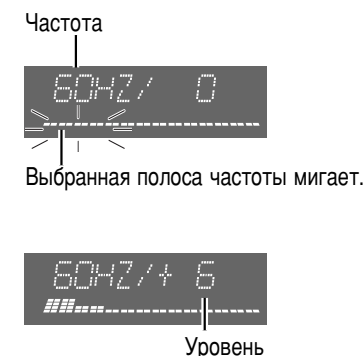 Частота
60HZ/ 0
Выбранная полоса частоты мигает.
60HZ/+ 6
Уровень